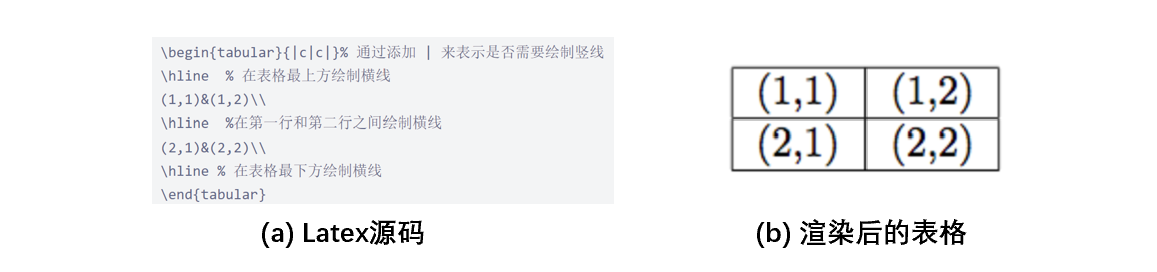 \begin{tabular}{|c|c|}% 通过添加 | 来表示是否需要绘制竖线
\hline  % 在表格最上方绘制横线
(1,1)&(1,2)\\
\hline  %在第一行和第二行之间绘制横线
(2,1)&(2,2)\\
\hline % 在表格最下方绘制横线
\end{tabular}
(a) Latex源码
(1,1) (1,2)
(2,1) (2,2)
(b) 渲染后的表格